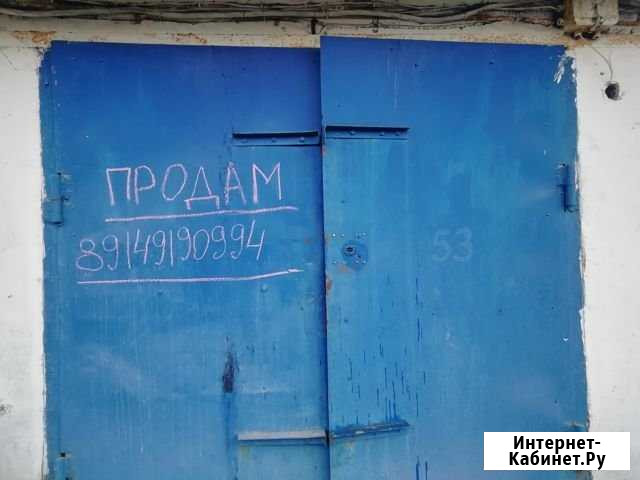 ПРОДАМ
89149190994
53
Интернет-
Кабинет.Ру